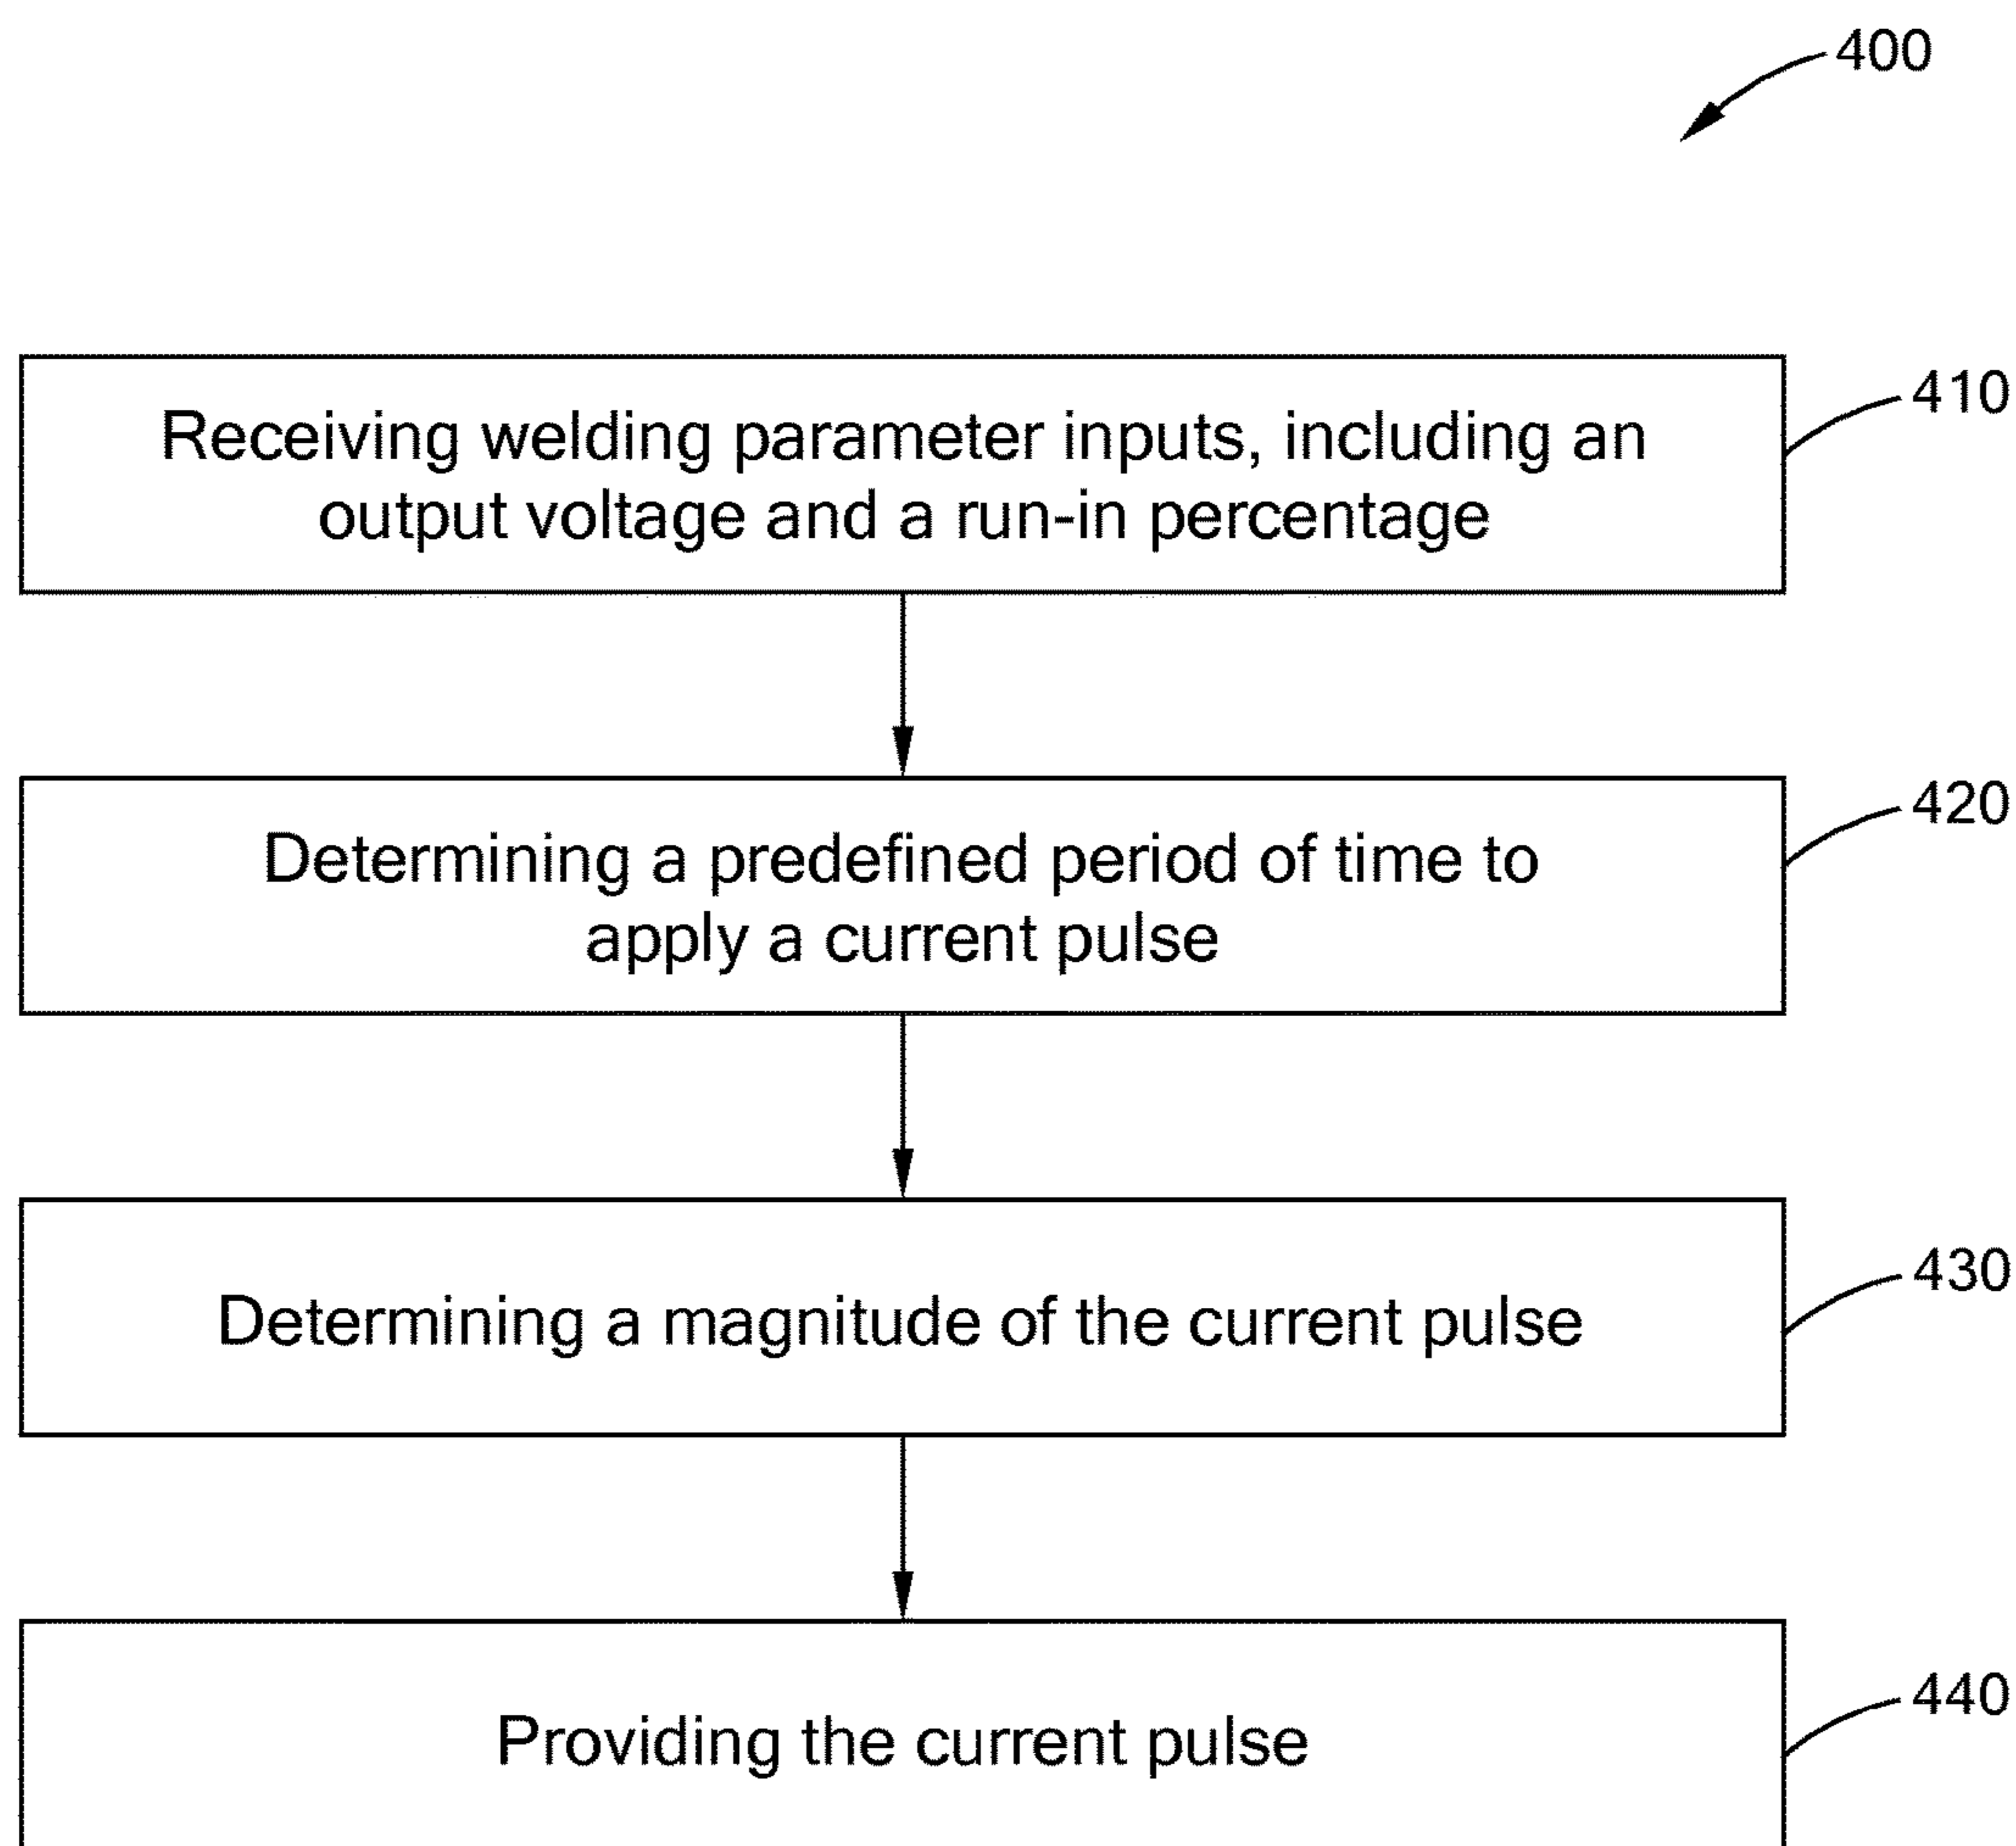 400
Receiving welding parameter inputs, including an
output voltage and a run-in percentage
410
Determining a predefined period of time to
apply a current pulse
420
Determining a magnitude of the current pulse
430
Providing the current pulse
440